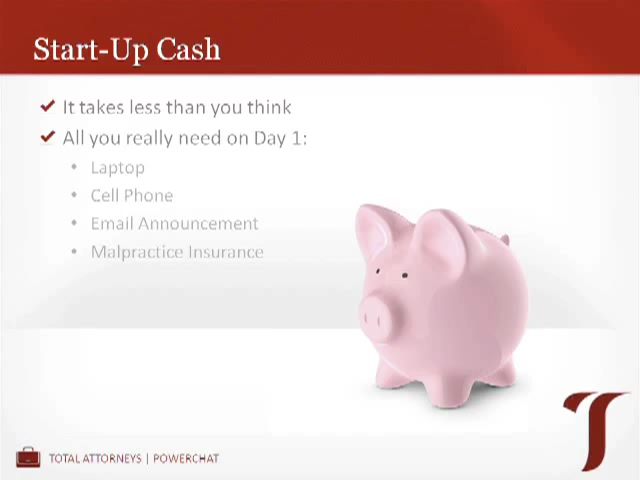 Start-Up Cash
It takes less than you think
All you really need on Day 1:
Laptop
Cell Phone
Email Announcement
Malpractice Insurance
TOTAL ATTORNEYS | POWERCHAT